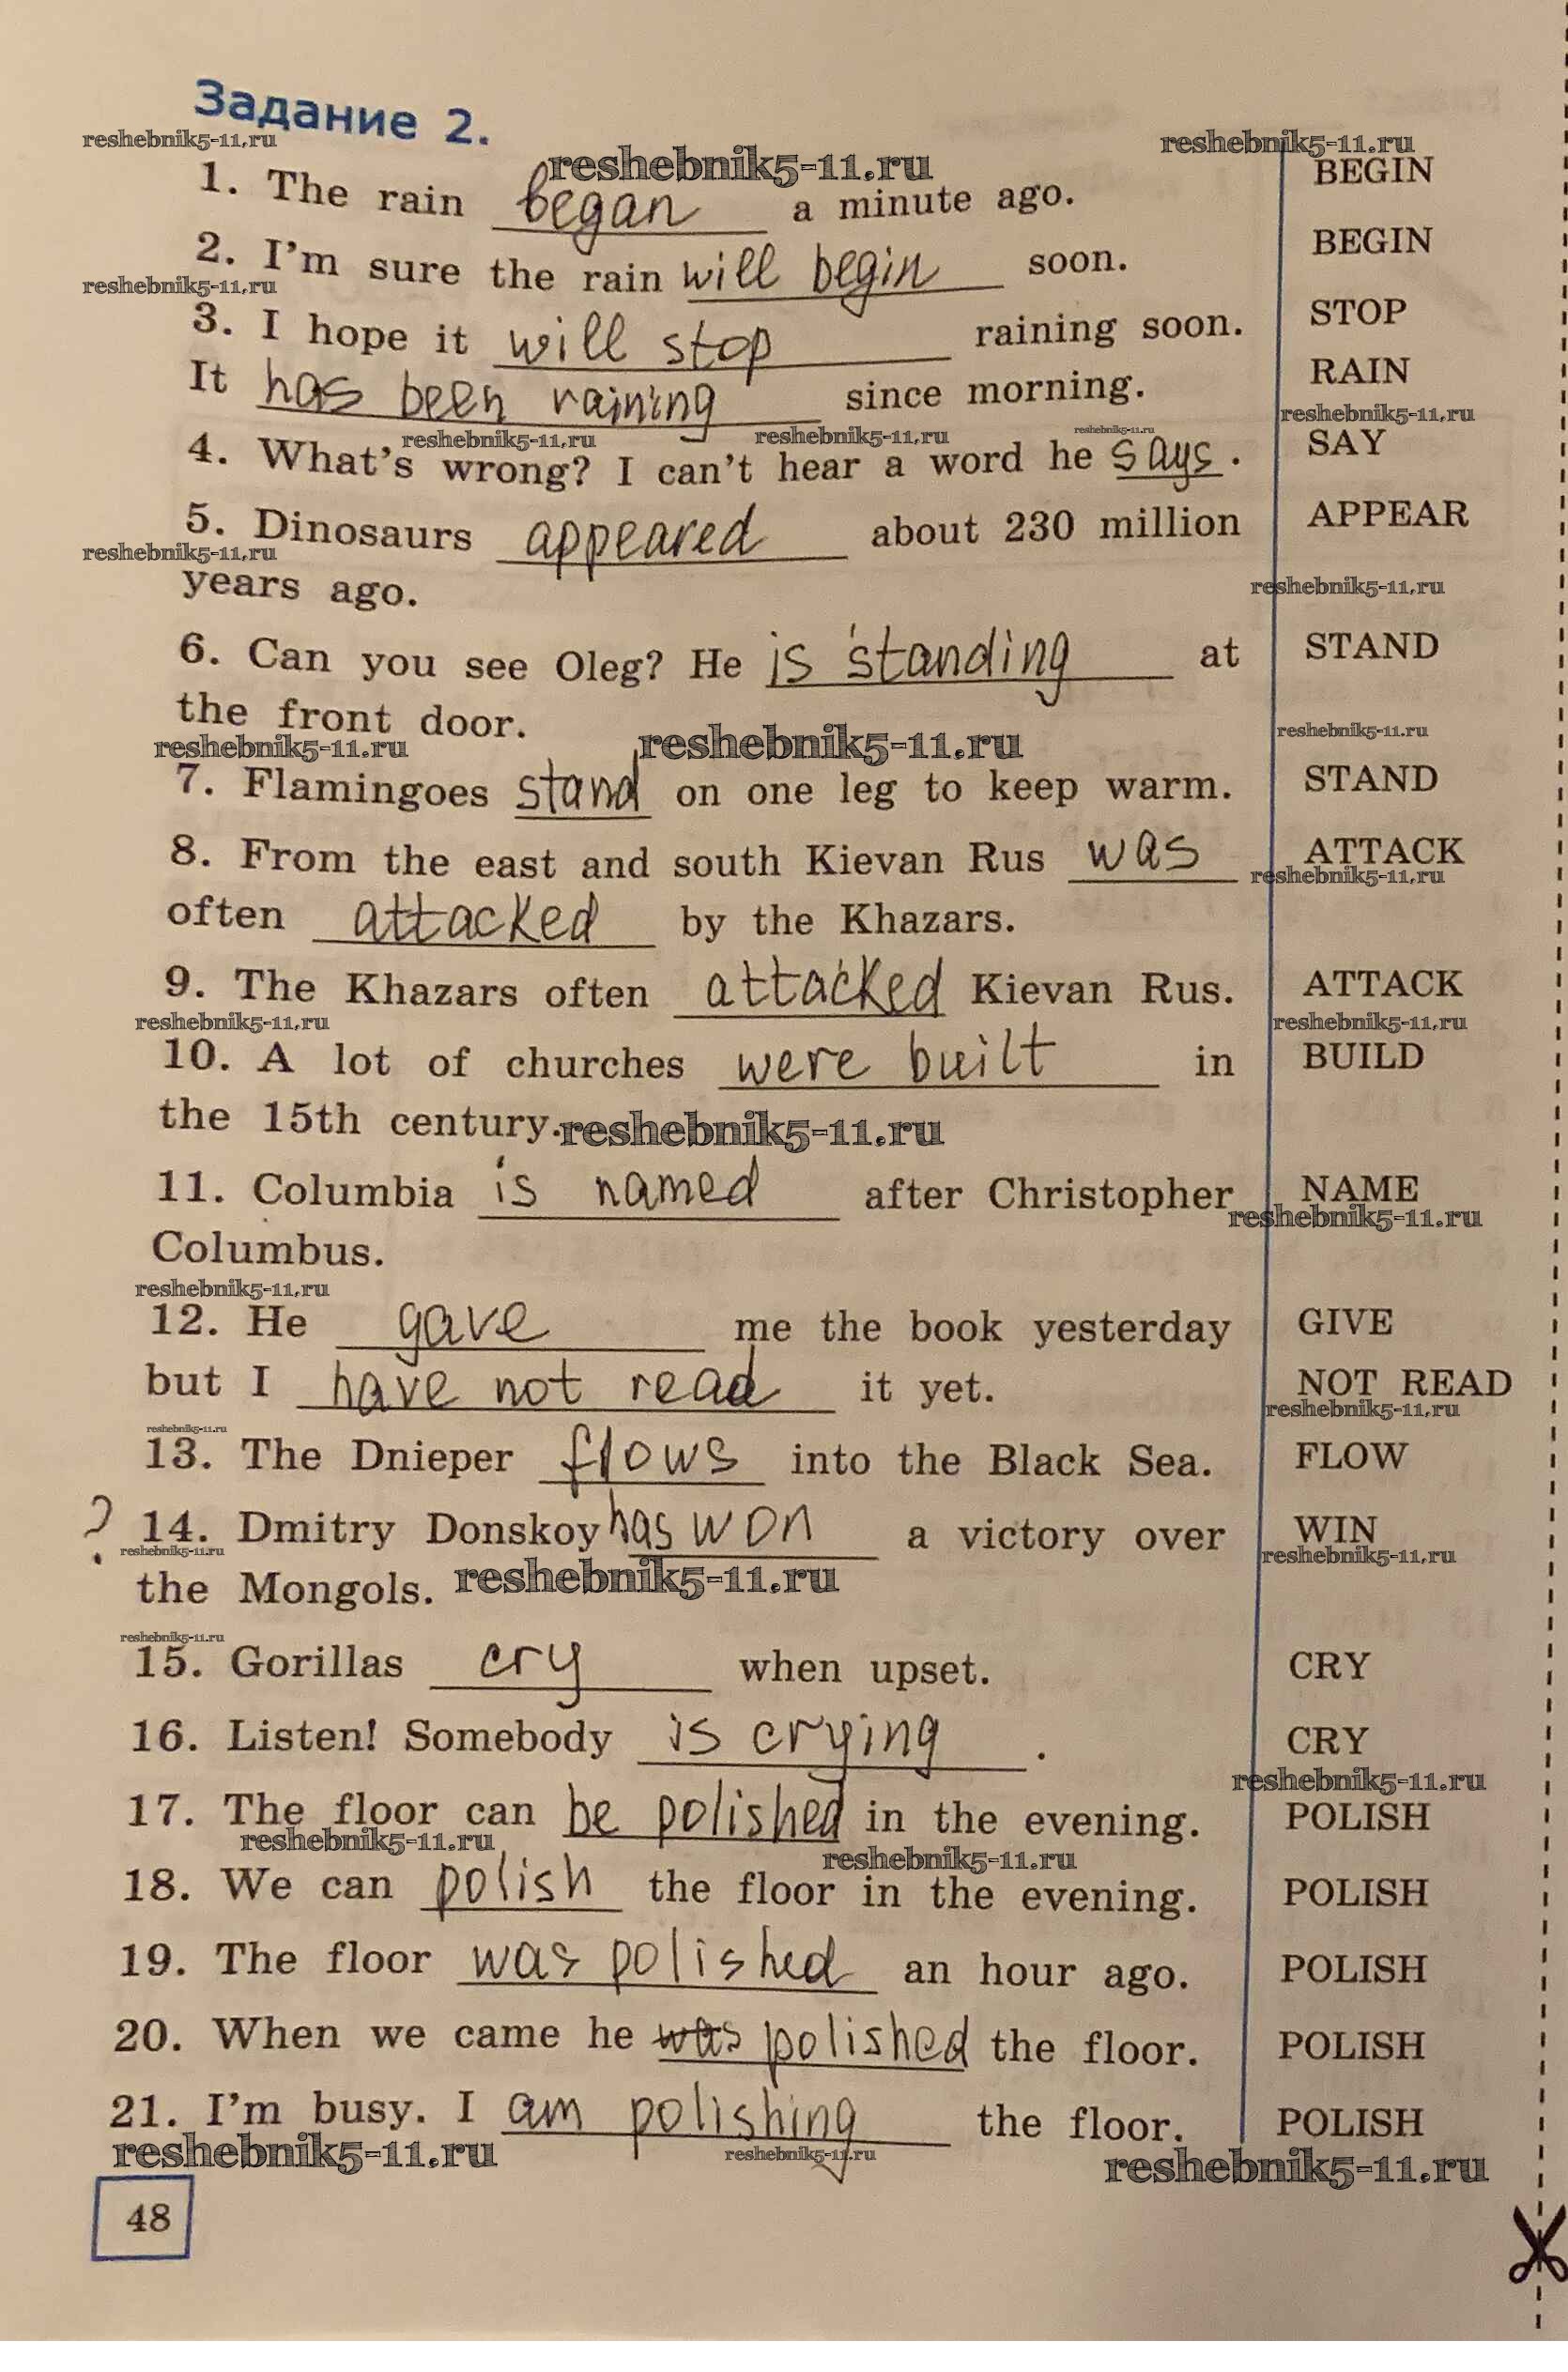 Задание 2.
reshebnik5-11.ru reshebnik5-11.ru reshebnik5-11.ru
1. The rain began a minute ago. BEGIN
2. I'm sure the rain will begin soon. BEGIN
reshebnik5-11.ru
3. I hope it will stop raining soon. STOP
It has been raining since morning. RAIN
reshebnik5-11.ru reshebnik5-11.ru reshebnik5-11.ru reshebnik5-11.ru
4. What's wrong? I can't hear a word he says. SAY
5. Dinosaurs appeared about 230 million APPEAR
reshebnik5-11.ru
years ago. reshebnik5-11.ru
6. Can you see Oleg? He is standing at STAND
the front door.
reshebnik5-11.ru reshebnik5-11.ru reshebnik5-11.ru
7. Flamingoes stand on one leg to keep warm. STAND
8. From the east and south Kievan Rus was ATTACK
reshebnik5-11.ru
often attacked by the Khazars.
9. The Khazars often attacked Kievan Rus. ATTACK
reshebnik5-11.ru reshebnik5-11.ru
10. A lot of churches were built in BUILD
the 15th century. reshebnik5-11.ru
11. Columbia is named after Christopher NAME
reshebnik5-11.ru
Columbus.
reshebnik5-11.ru
12. He gave me the book yesterday GIVE
but I have not read it yet. NOT READ
reshebnik5-11.ru reshebnik5-11.ru
13. The Dnieper flows into the Black Sea. FLOW
? 14. Dmitry Donskoy has won a victory over WIN
reshebnik5-11.ru reshebnik5-11.ru
the Mongols. reshebnik5-11.ru
reshebnik5-11.ru
15. Gorillas cry when upset. CRY
16. Listen! Somebody is crying. CRY
reshebnik5-11.ru
17. The floor can be polished in the evening. POLISH
reshebnik5-11.ru reshebnik5-11.ru
18. We can polish the floor in the evening. POLISH
19. The floor was polished an hour ago. POLISH
20. When we came he was polished the floor. POLISH
21. I'm busy. I am polishing the floor. POLISH
reshebnik5-11.ru reshebnik5-11.ru reshebnik5-11.ru
48